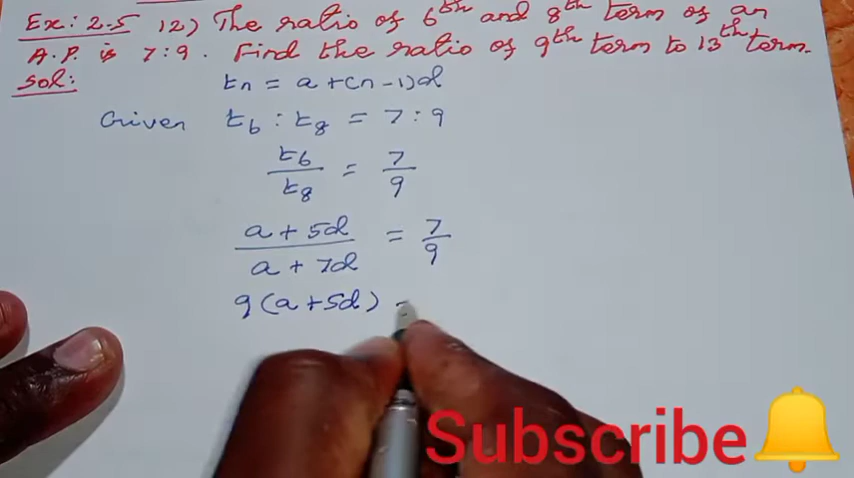 Ex: 2.5 12) The ratio of 6th and 8th term of an
A.P. is 7:9. Find the ratio of 9th term to 13th term.
Sol:
tn = a+(n-1)d
Given t6 : t8 = 7:9
t6/t8 = 7/9
a + 5d / a + 7d = 7/9
9(a+5d) =
Subscribe